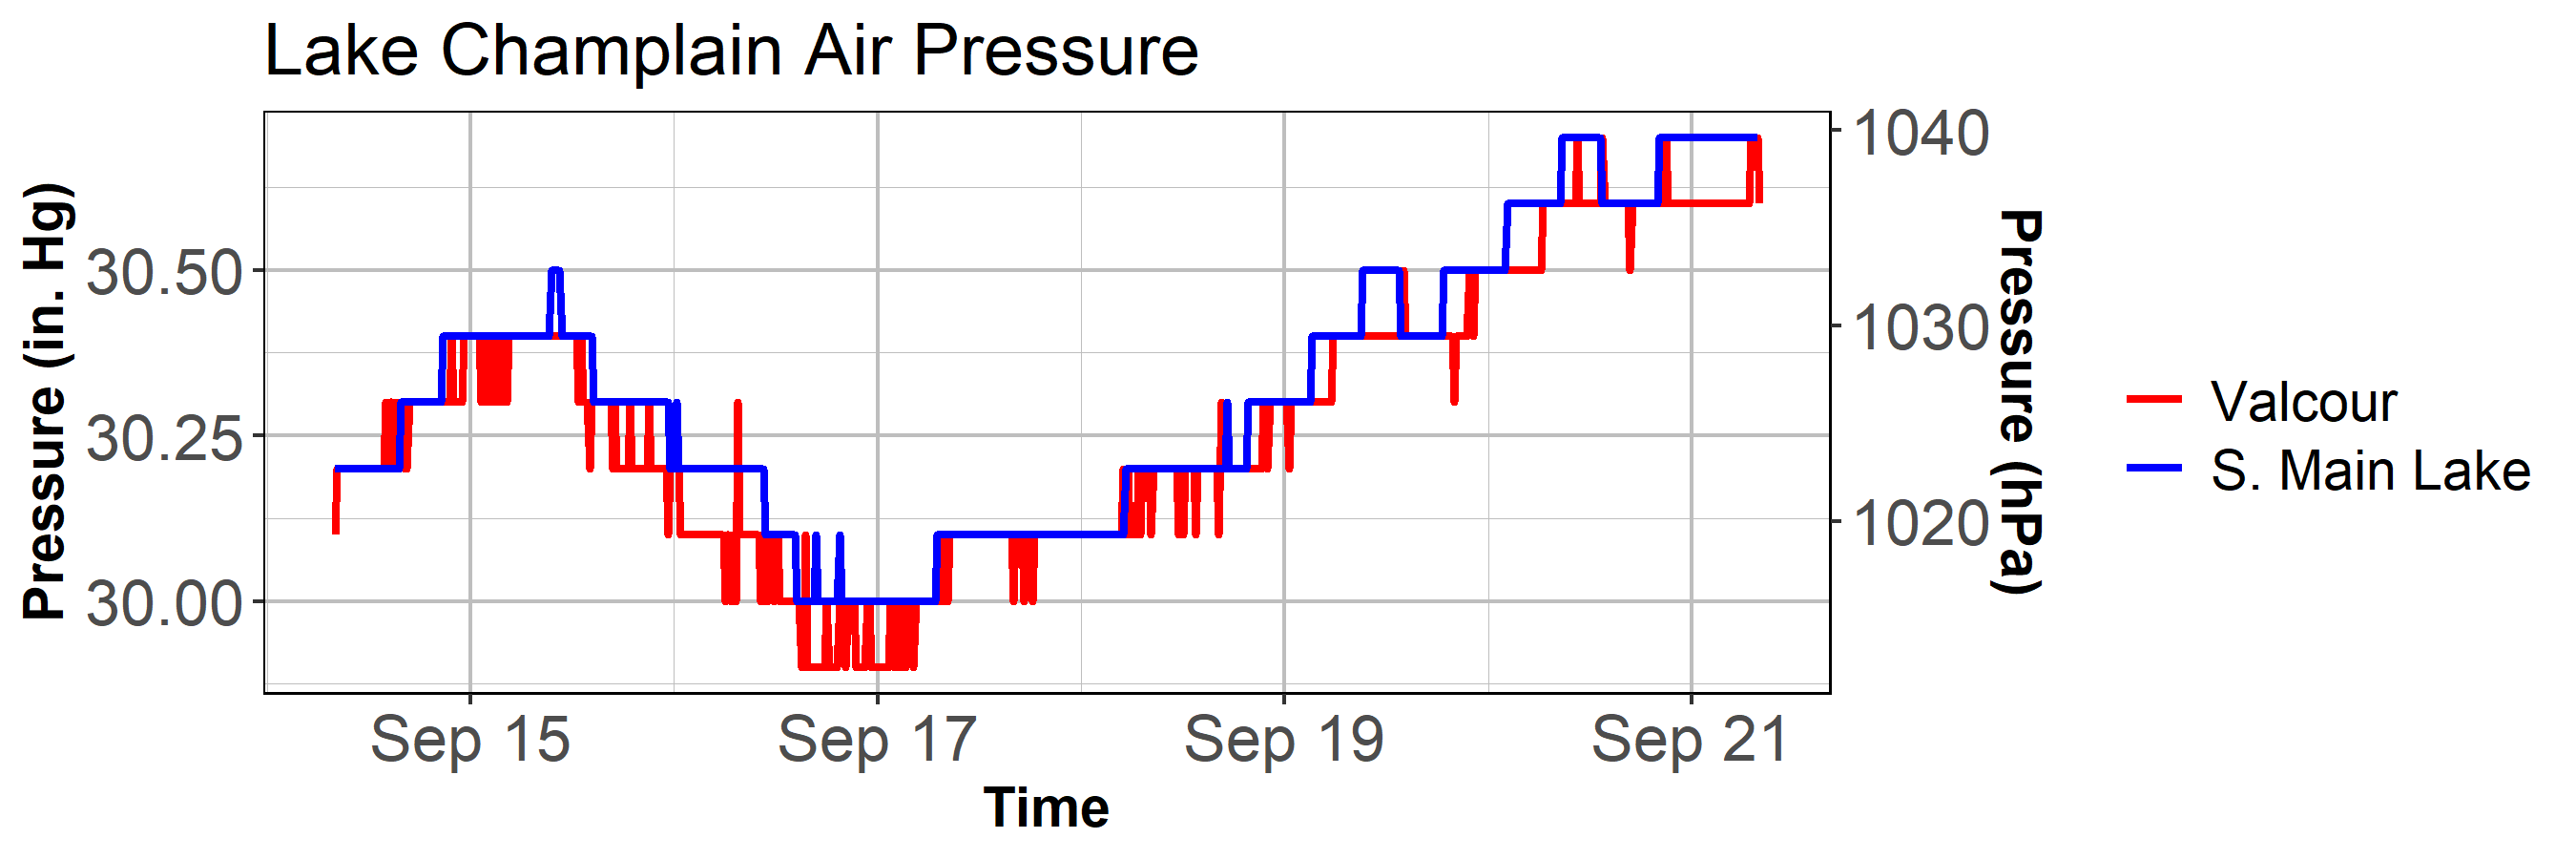 Lake Champlain Air Pressure
Pressure (in. Hg)
30.50
30.25
30.00
1040
1030
1020
Pressure (hPa)
Sep 15
Sep 17
Sep 19
Sep 21
Time
Valcour
S. Main Lake